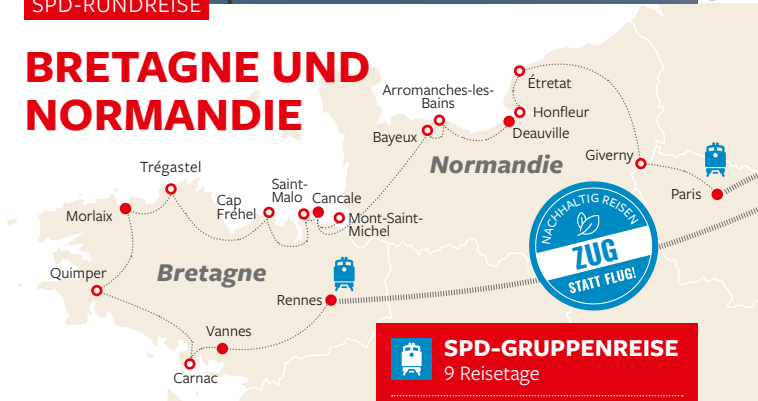 SPD-RUNDREISE
BRETAGNE UND
NORMANDIE
Étretat
Arromanches-les-
Bains
Honfleur
Bayeux
Deauville
Normandie
Giverny
Paris
Trégastel
Saint-
Malo
Cancale
Cap
Fréhel
Morlaix
Mont-Saint-
Michel
NACHHALTIG REISEN
ZUG
STATT FLUG!
Quimper
Bretagne
Rennes
Vannes
Carnac
SPD-GRUPPENREISE
9 Reisetage